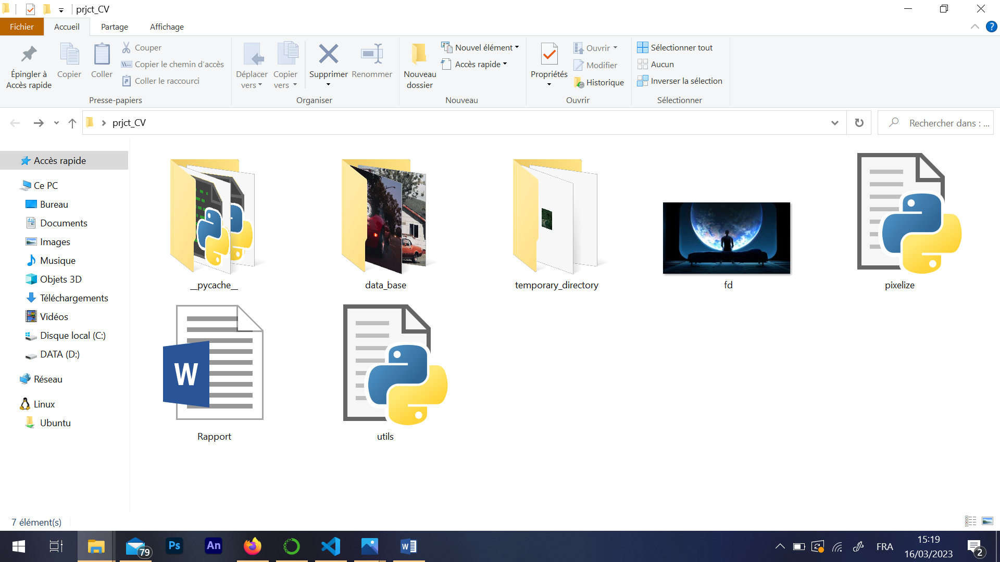 prjct_CV
Fichier
Accueil
Partage
Affichage
?
Épingler à
Accès rapide
Copier
Coller
Couper
Copier le chemin d'accès
Coller le raccourci
Presse-papiers
Déplacer
vers
Copier
vers
Supprimer
Renommer
Organiser
Nouveau
dossier
Nouvel élément
Accès rapide
Nouveau
Propriétés
Ouvrir
Modifier
Historique
Ouvrir
Sélectionner tout
Aucun
Inverser la sélection
Sélectionner
prjct_CV
Rechercher dans : ...
Accès rapide
Ce PC
Bureau
Documents
Images
Musique
Objets 3D
Téléchargements
Vidéos
Disque local (C:)
DATA (D:)
Réseau
Linux
Ubuntu
__pycache__
data_base
temporary_directory
fd
pixelize
W
Rapport
utils
7 élément(s)
79
Ps
An
W
FRA
15:19
16/03/2023
2